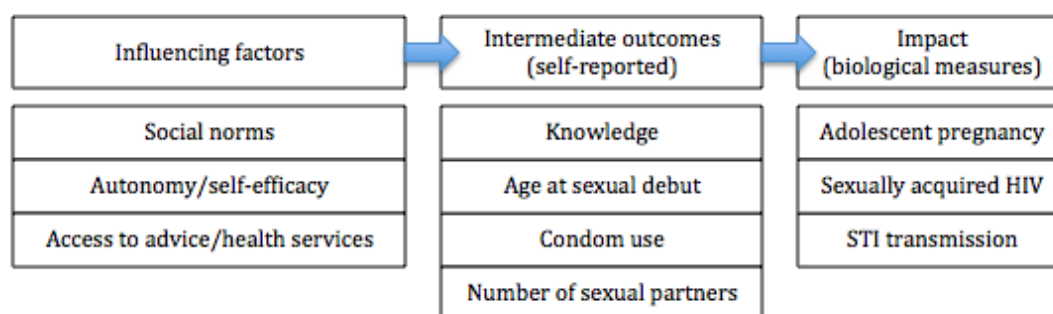 Influencing factors
Intermediate outcomes
(self-reported)
Impact
(biological measures)
Social norms
Autonomy/self-efficacy
Access to advice/health services
Knowledge
Age at sexual debut
Condom use
Number of sexual partners
Adolescent pregnancy
Sexually acquired HIV
STI transmission